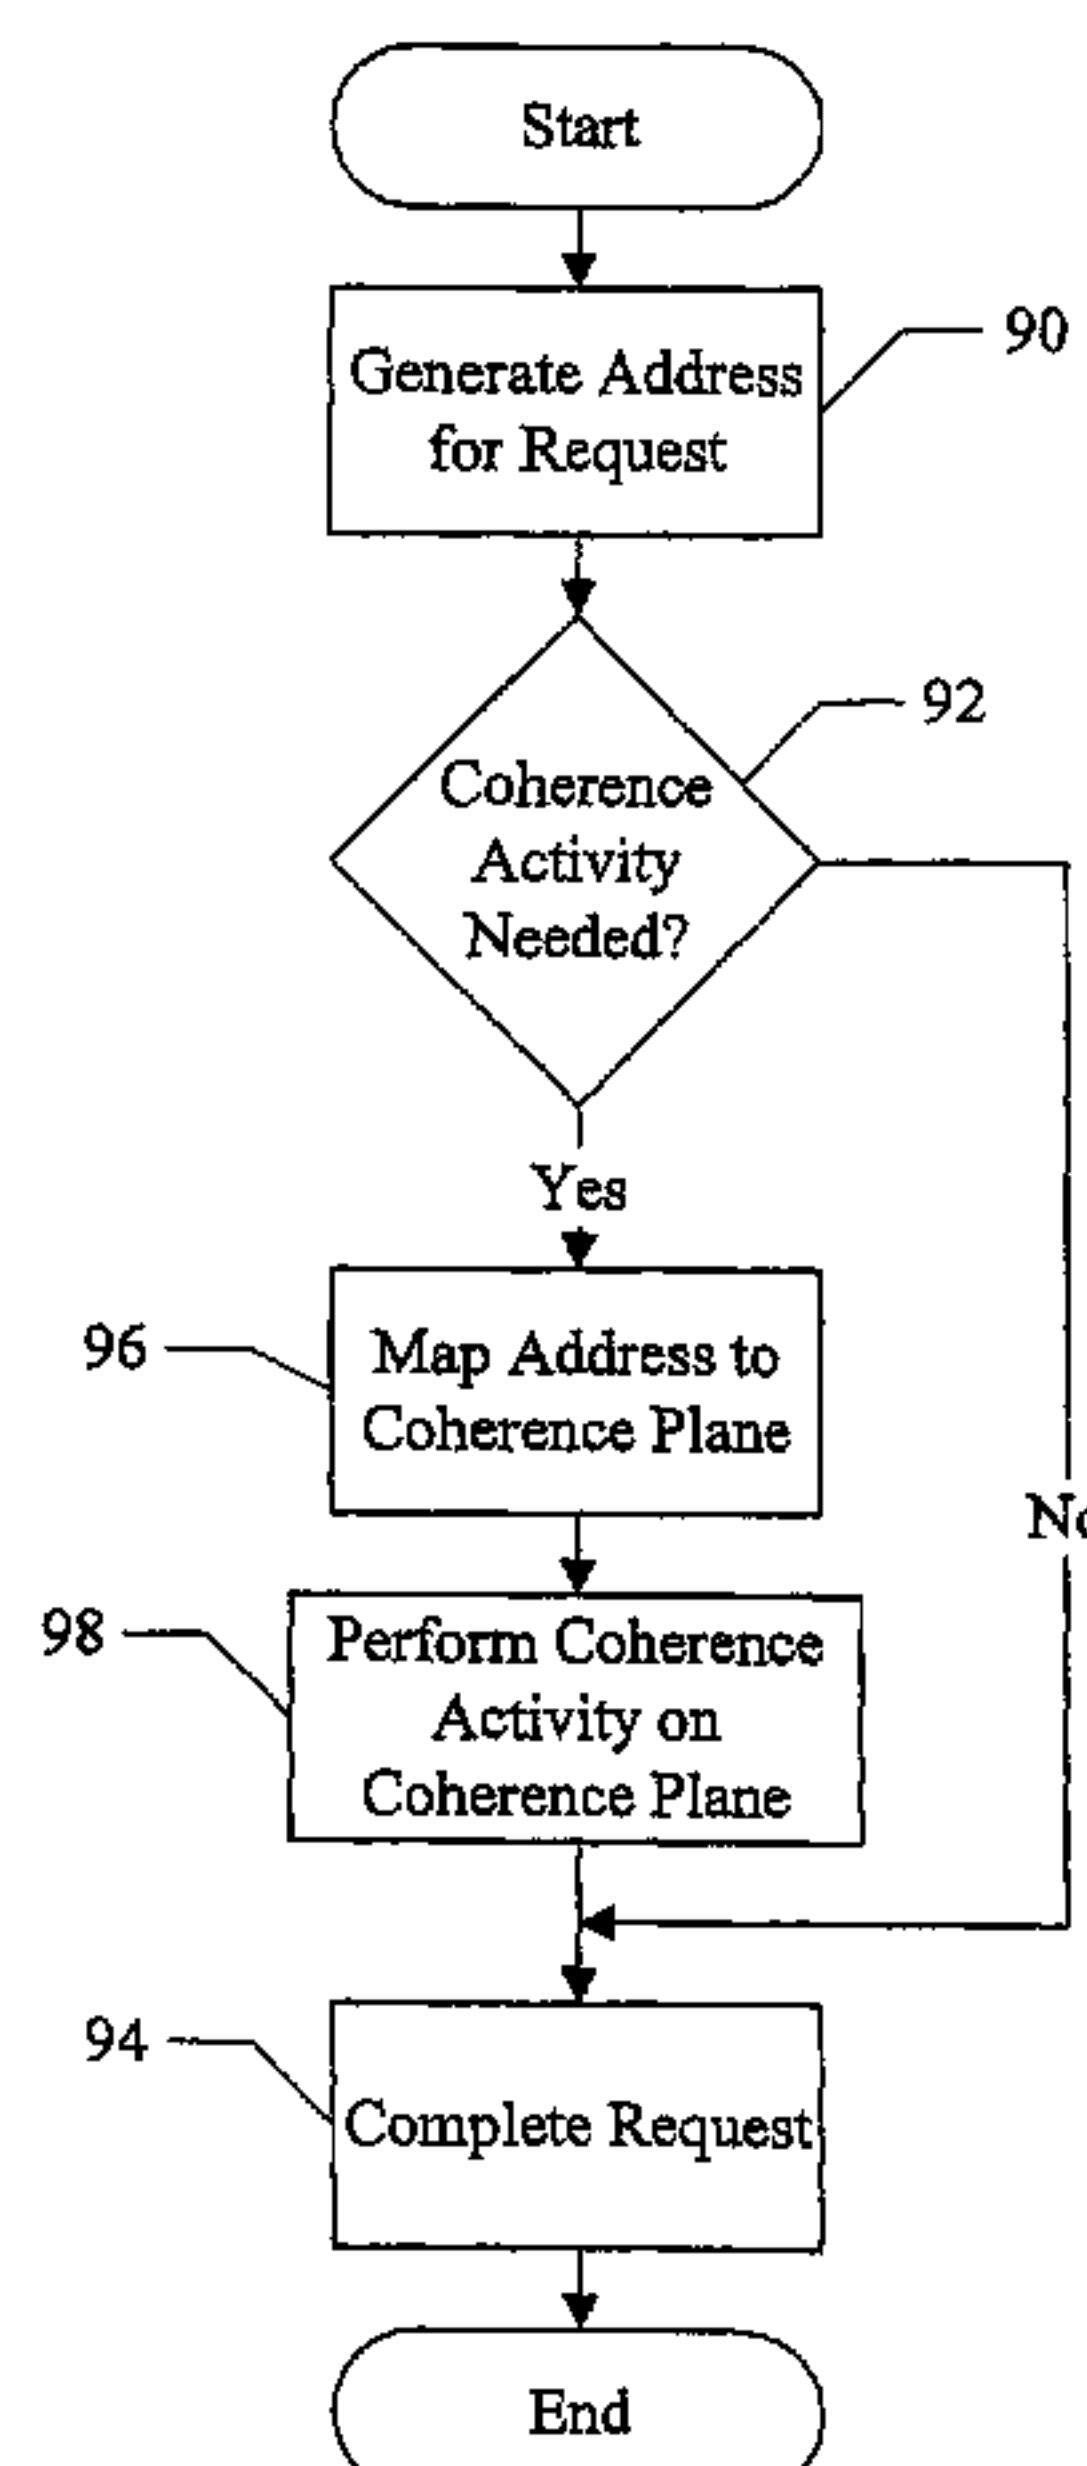 Start
Generate Address
for Request
90
92
Coherence
Activity
Needed?
Yes
96
Map Address to
Coherence Plane
No
98
Perform Coherence
Activity on
Coherence Plane
94
Complete Request
End